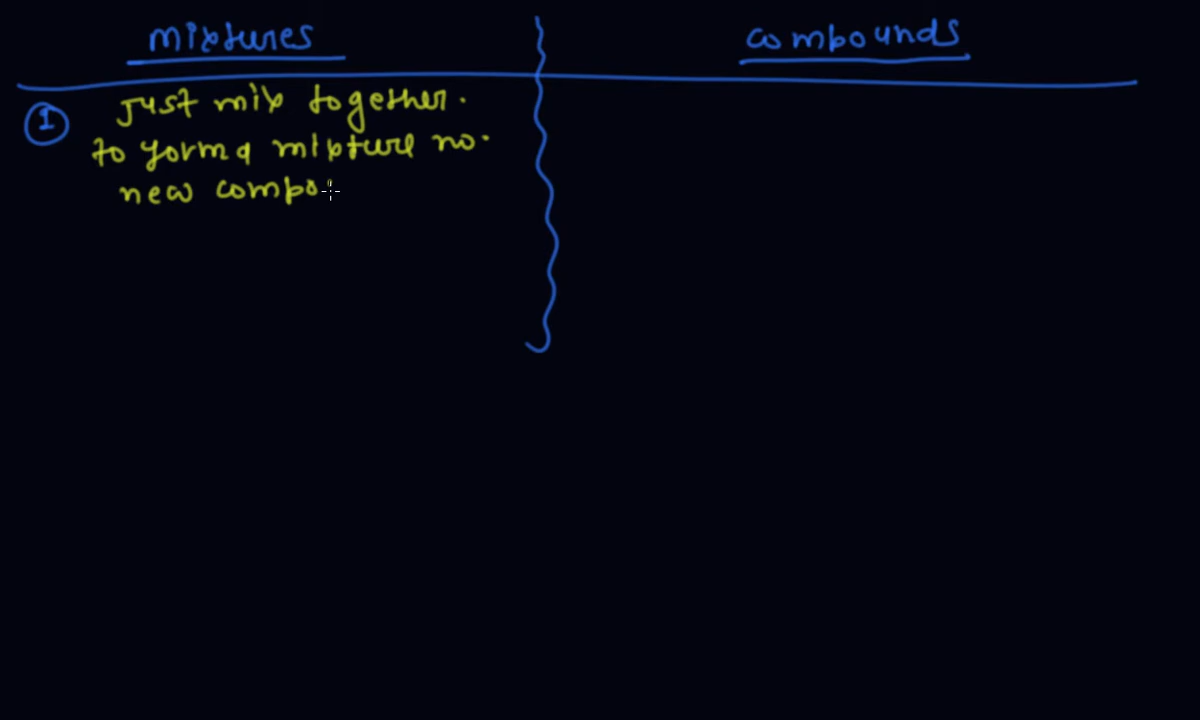 mixtures
compounds
1
Just mix together.
to form a mixture no.
new compo